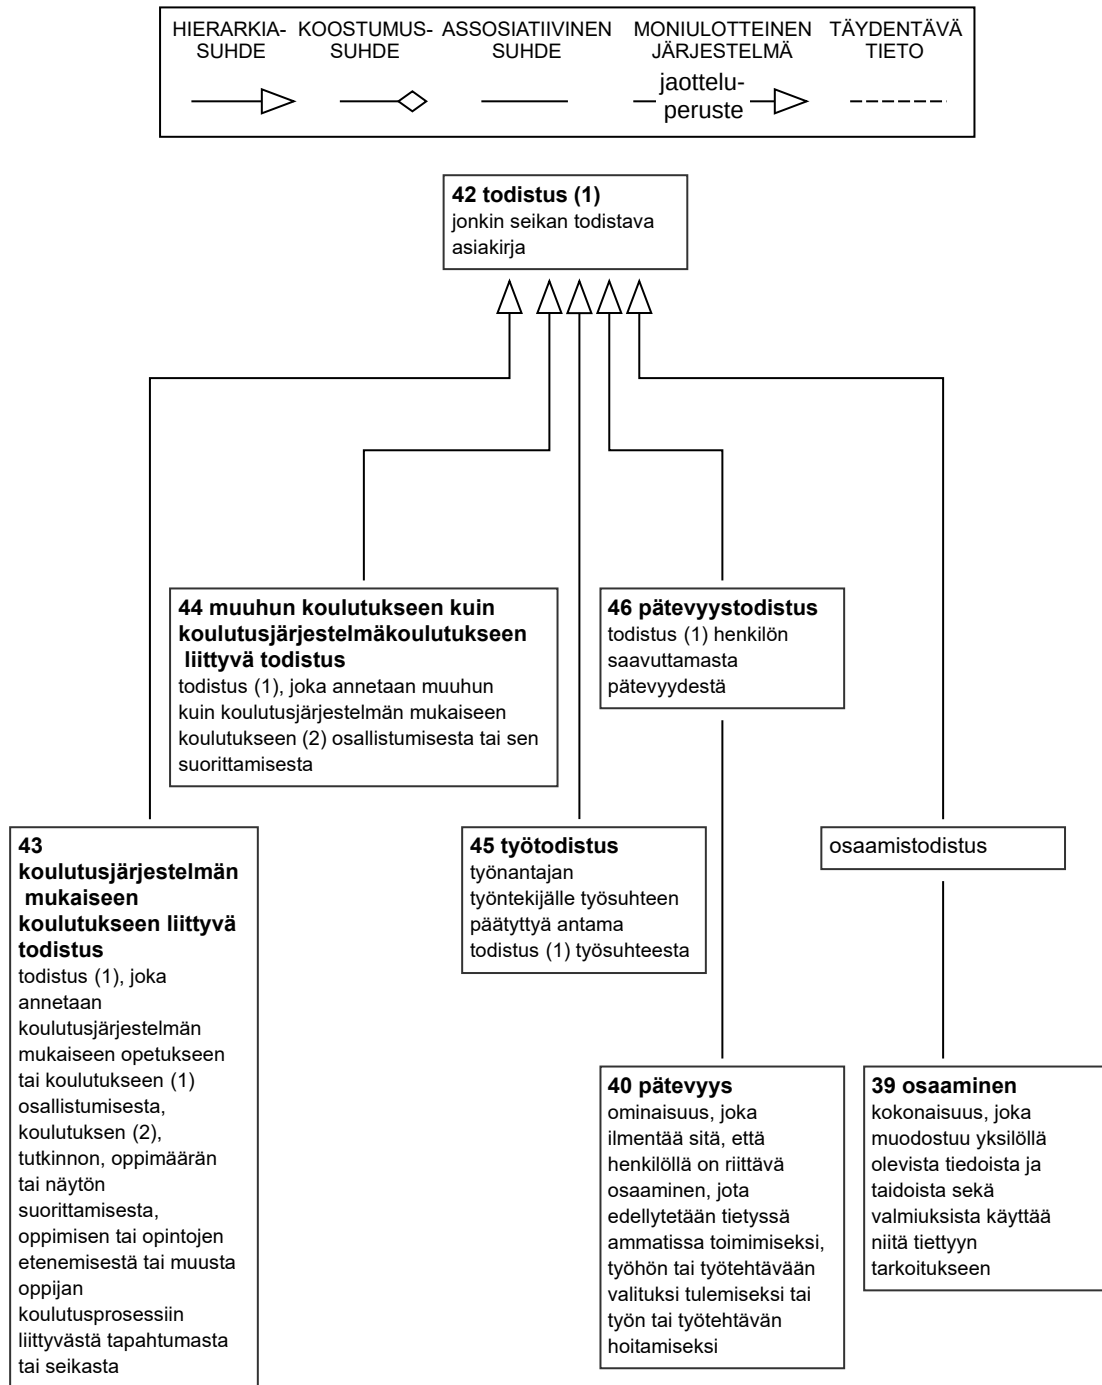 HIERARKIA-
SUHDE
KOOSTUMUS-
SUHDE
ASSOSIATIIVINEN
SUHDE
MONIULOTTEINEN
JÄRJESTELMÄ
jaottelu-
peruste
TÄYDENTÄVÄ
TIETO
42 todistus (1)
jonkin seikan todistava
asiakirja
44 muuhun koulutukseen kuin
koulutusjärjestelmäkoulutukseen
liittyvä todistus
todistus (1), joka annetaan muuhun
kuin koulutusjärjestelmän mukaiseen
koulutukseen (2) osallistumisesta tai sen
suorittamisesta
46 pätevyystodistus
todistus (1) henkilön
saavuttamasta
pätevyydestä
43
koulutusjärjestelmän
mukaiseen
koulutukseen liittyvä
todistus
todistus (1), joka
annetaan
koulutusjärjestelmän
mukaiseen opetukseen
tai koulutukseen (1)
osallistumisesta,
koulutuksen (2),
tutkinnon, oppimäärän
tai näytön
suorittamisesta,
oppimisen tai opintojen
etenemisestä tai muusta
oppijan
koulutusprosessiin
liittyvästä tapahtumasta
tai seikasta
45 työtodistus
työnantajan
työntekijälle työsuhteen
päätyttyä antama
todistus (1) työsuhteesta
osaamistodistus
40 pätevyys
ominaisuus, joka
ilmentää sitä, että
henkilöllä on riittävä
osaaminen, jota
edellytetään tietyssä
ammatissa toimimiseksi,
työhön tai työtehtävään
valituksi tulemiseksi tai
työn tai työtehtävän
hoitamiseksi
39 osaaminen
kokonaisuus, joka
muodostuu yksilöllä
olevista tiedoista ja
taidoista sekä
valmiuksista käyttää
niitä tiettyyn
tarkoitukseen